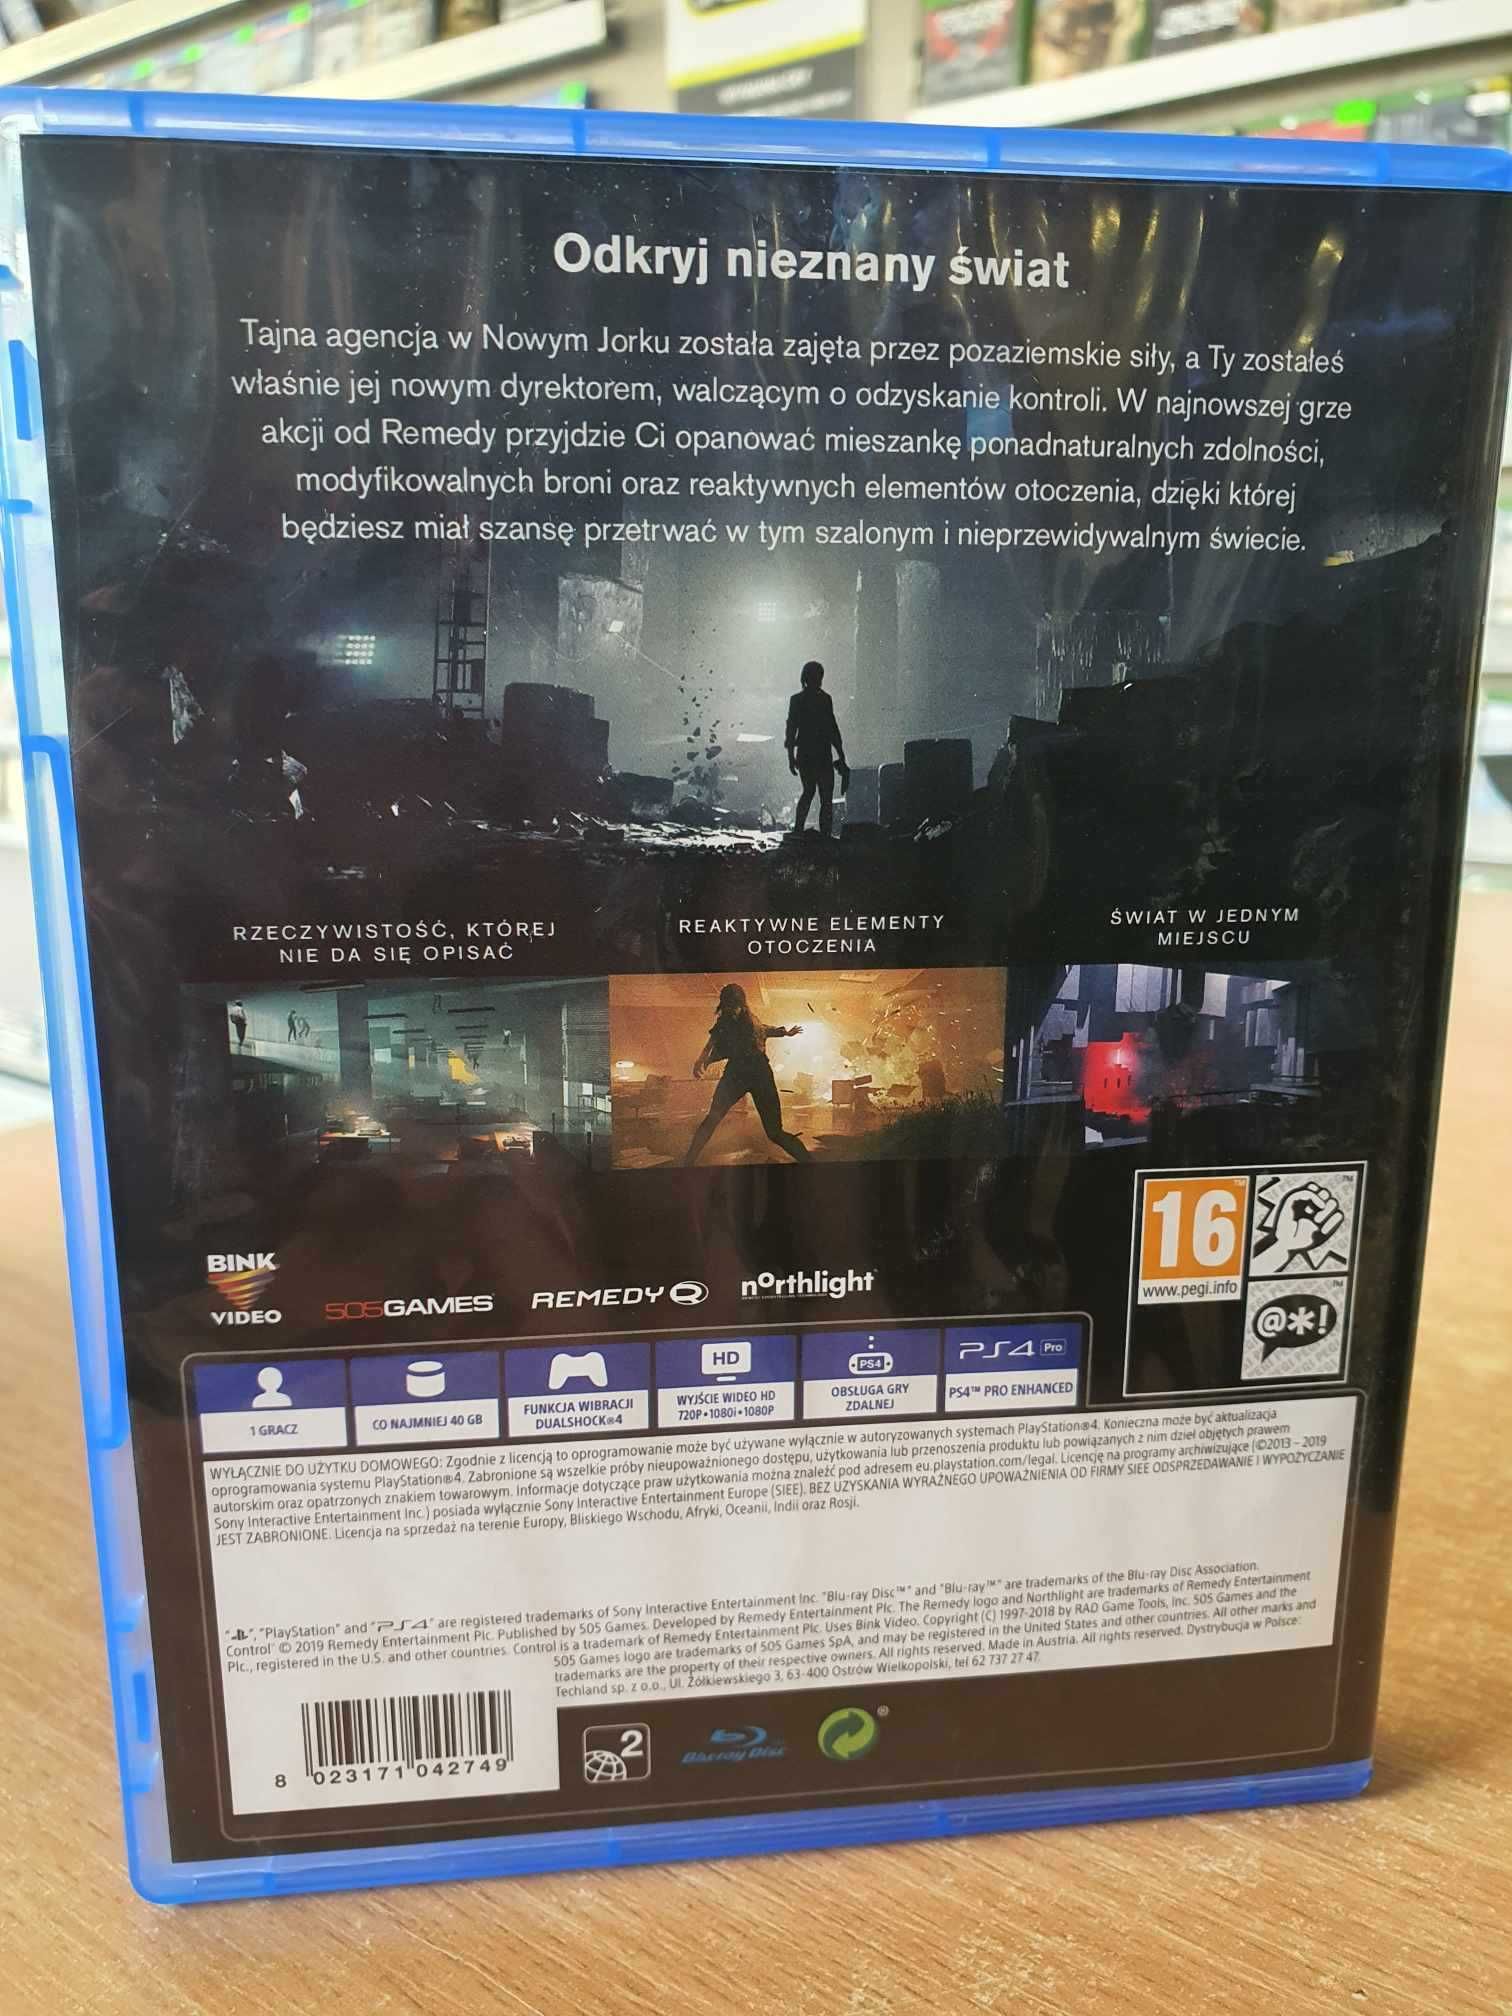 Odkryj nieznany świat
Tajna agencja w Nowym Jorku została zajęta przez pozaziemskie siły, a Ty zostałeś
właśnie jej nowym dyrektorem, walczącym o odzyskanie kontroli. W najnowszej grze
akcji od Remedy przyjdzie Ci opanować mieszankę ponadnaturalnych zdolności,
modyfikowalnych broni oraz reaktywnych elementów otoczenia, dzięki której
będziesz miał szansę przetrwać w tym szalonym i nieprzewidywalnym świecie.
RZECZYWISTOŚĆ, KTÓREJ
NIE DA SIĘ OPISAĆ
REAKTYWNE ELEMENTY
OTOCZENIA
ŚWIAT W JEDNYM
MIEJSCU
BINK
VIDEO
505GAMES
REMEDY
northlight
16
www.pegi.info
@*!
1 GRACZ
CO NAJMNIEJ 40 GB
FUNKCJA WIBRACJI
DUALSHOCK®4
HD
WYJŚCIE WIDEO HD
720P•1080i•1080P
PS4
OBSŁUGA GRY
ZDALNEJ
PS4 Pro
PS4™ PRO ENHANCED
WYŁĄCZNIE DO UŻYTKU DOMOWEGO: Zgodnie z licencją to oprogramowanie może być używane wyłącznie w autoryzowanych systemach PlayStation®4. Konieczna może być aktualizacja
oprogramowania systemu PlayStation®4. Zabronione są wszelkie próby nieupoważnionego dostępu, użytkowania lub przenoszenia produktu lub powiązanych z nim dzieł objętych prawem
autorskim oraz opatrzonych znakiem towarowym. Informacje dotyczące praw użytkowania można znaleźć pod adresem eu.playstation.com/legal. Licencję na programy archiwizujące (©2013 - 2019
Sony Interactive Entertainment Inc.) posiada wyłącznie Sony Interactive Entertainment Europe (SIEE). BEZ UZYSKANIA WYRAŹNEGO UPOWAŻNIENIA OD FIRMY SIEE ODSPRZEDAWANIE I WYPOŻYCZANIE
JEST ZABRONIONE. Licencja na sprzedaż na terenie Europy, Bliskiego Wschodu, Afryki, Oceanii, Indii oraz Rosji.
"", "PlayStation" and "PS4" are registered trademarks of Sony Interactive Entertainment Inc. "Blu-ray Disc™" and "Blu-ray™" are trademarks of the Blu-ray Disc Association.
Control © 2019 Remedy Entertainment Plc. Published by 505 Games. Developed by Remedy Entertainment Plc. The Remedy logo and Northlight are trademarks of Remedy Entertainment
Plc., registered in the U.S. and other countries. Control is a trademark of Remedy Entertainment Plc. Uses Bink Video. Copyright (C) 1997-2018 by RAD Game Tools, Inc. 505 Games and the
505 Games logo are trademarks of 505 Games SpA, and may be registered in the United States and other countries. All other marks and
trademarks are the property of their respective owners. All rights reserved. Made in Austria. All rights reserved. Dystrybucja w Polsce:
Techland sp. z o.o., Ul. Żółkiewskiego 3, 63-400 Ostrów Wielkopolski, tel 62 737 27 47.
8 023171 042749
2
Blu-ray Disc